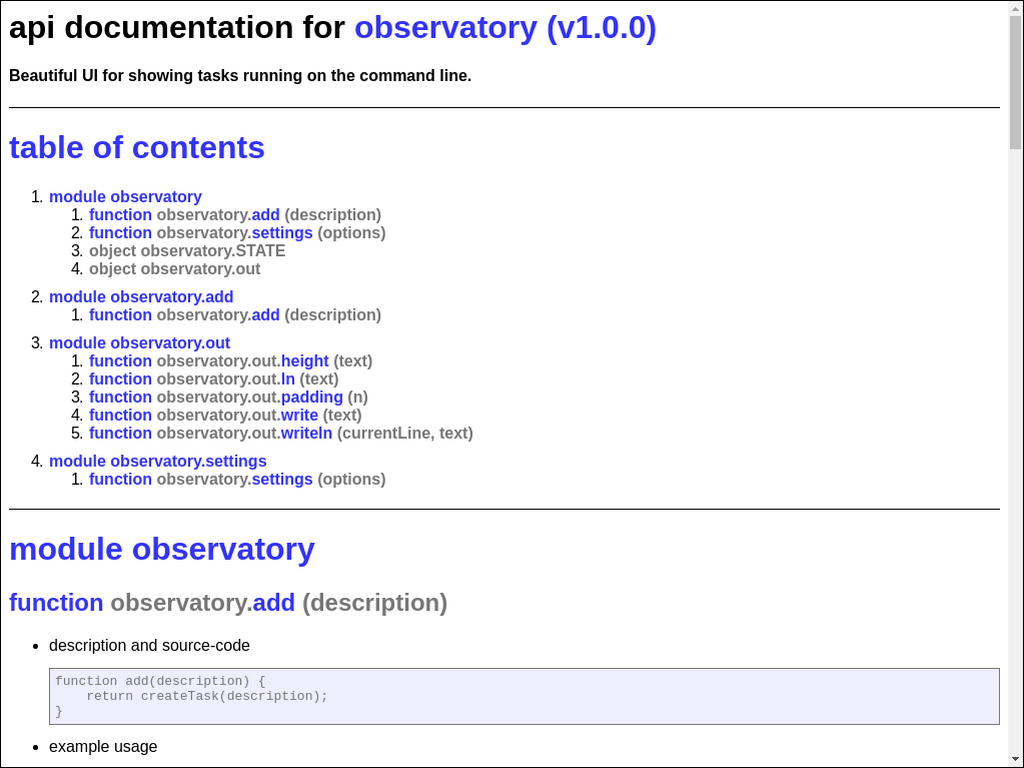 api documentation for observatory (v1.0.0)
Beautiful UI for showing tasks running on the command line.
table of contents
1. module observatory
1. function observatory.add (description)
2. function observatory.settings (options)
3. object observatory.STATE
4. object observatory.out
2. module observatory.add
1. function observatory.add (description)
3. module observatory.out
1. function observatory.out.height (text)
2. function observatory.out.ln (text)
3. function observatory.out.padding (n)
4. function observatory.out.write (text)
5. function observatory.out.writeln (currentLine, text)
4. module observatory.settings
1. function observatory.settings (options)
module observatory
function observatory.add (description)
• description and source-code
function add(description) {
    return createTask(description);
}
• example usage